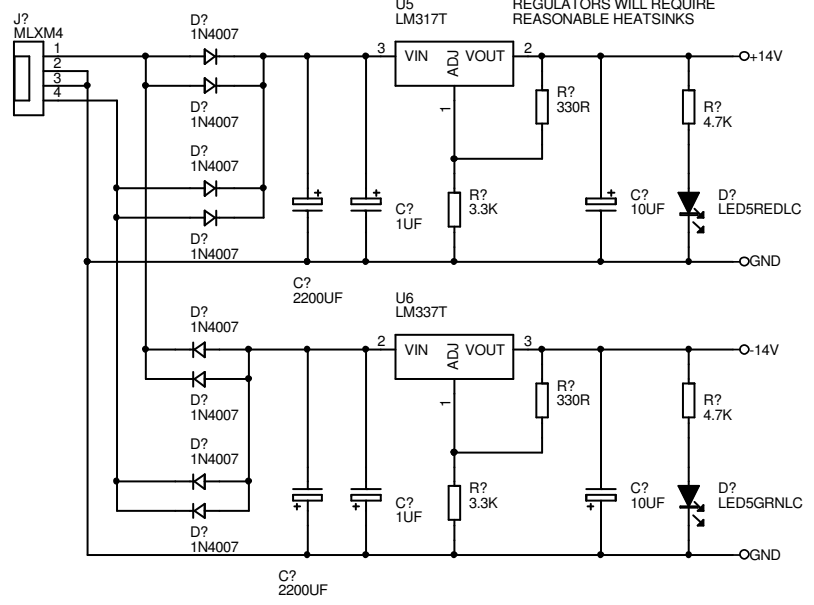 REGULATORS WILL REQUIRE
REASONABLE HEATSINKS
U5
LM317T
J?
MLXM4
1
2
3
4
D?
1N4007
D?
1N4007
D?
1N4007
D?
1N4007
3
VIN
ADJ
VOUT
2
1
R?
330R
R?
3.3K
+
C?
2200UF
+
C?
1UF
+
C?
10UF
R?
4.7K
D?
LED5REDLC
+14V
GND
U6
LM337T
D?
1N4007
D?
1N4007
D?
1N4007
D?
1N4007
2
VIN
ADJ
VOUT
3
1
R?
330R
R?
3.3K
+
C?
2200UF
+
C?
1UF
+
C?
10UF
R?
4.7K
D?
LED5GRNLC
-14V
GND